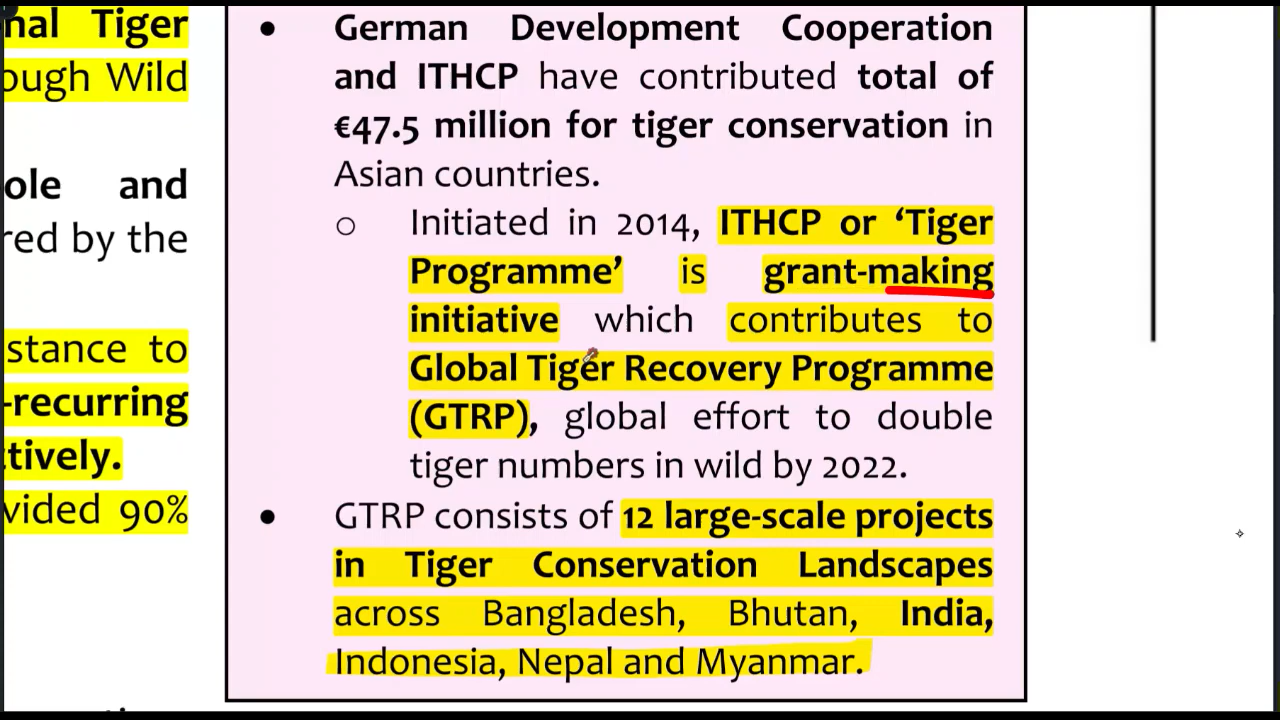 nal Tiger
ough Wild
ole and
red by the
stance to
-recurring
tively.
vided 90%
• German Development Cooperation
and ITHCP have contributed total of
€47.5 million for tiger conservation in
Asian countries.
o Initiated in 2014, ITHCP or ‘Tiger
Programme’ is grant-making
initiative which contributes to
Global Tiger Recovery Programme
(GTRP), global effort to double
tiger numbers in wild by 2022.
• GTRP consists of 12 large-scale projects
in Tiger Conservation Landscapes
across Bangladesh, Bhutan, India,
Indonesia, Nepal and Myanmar.